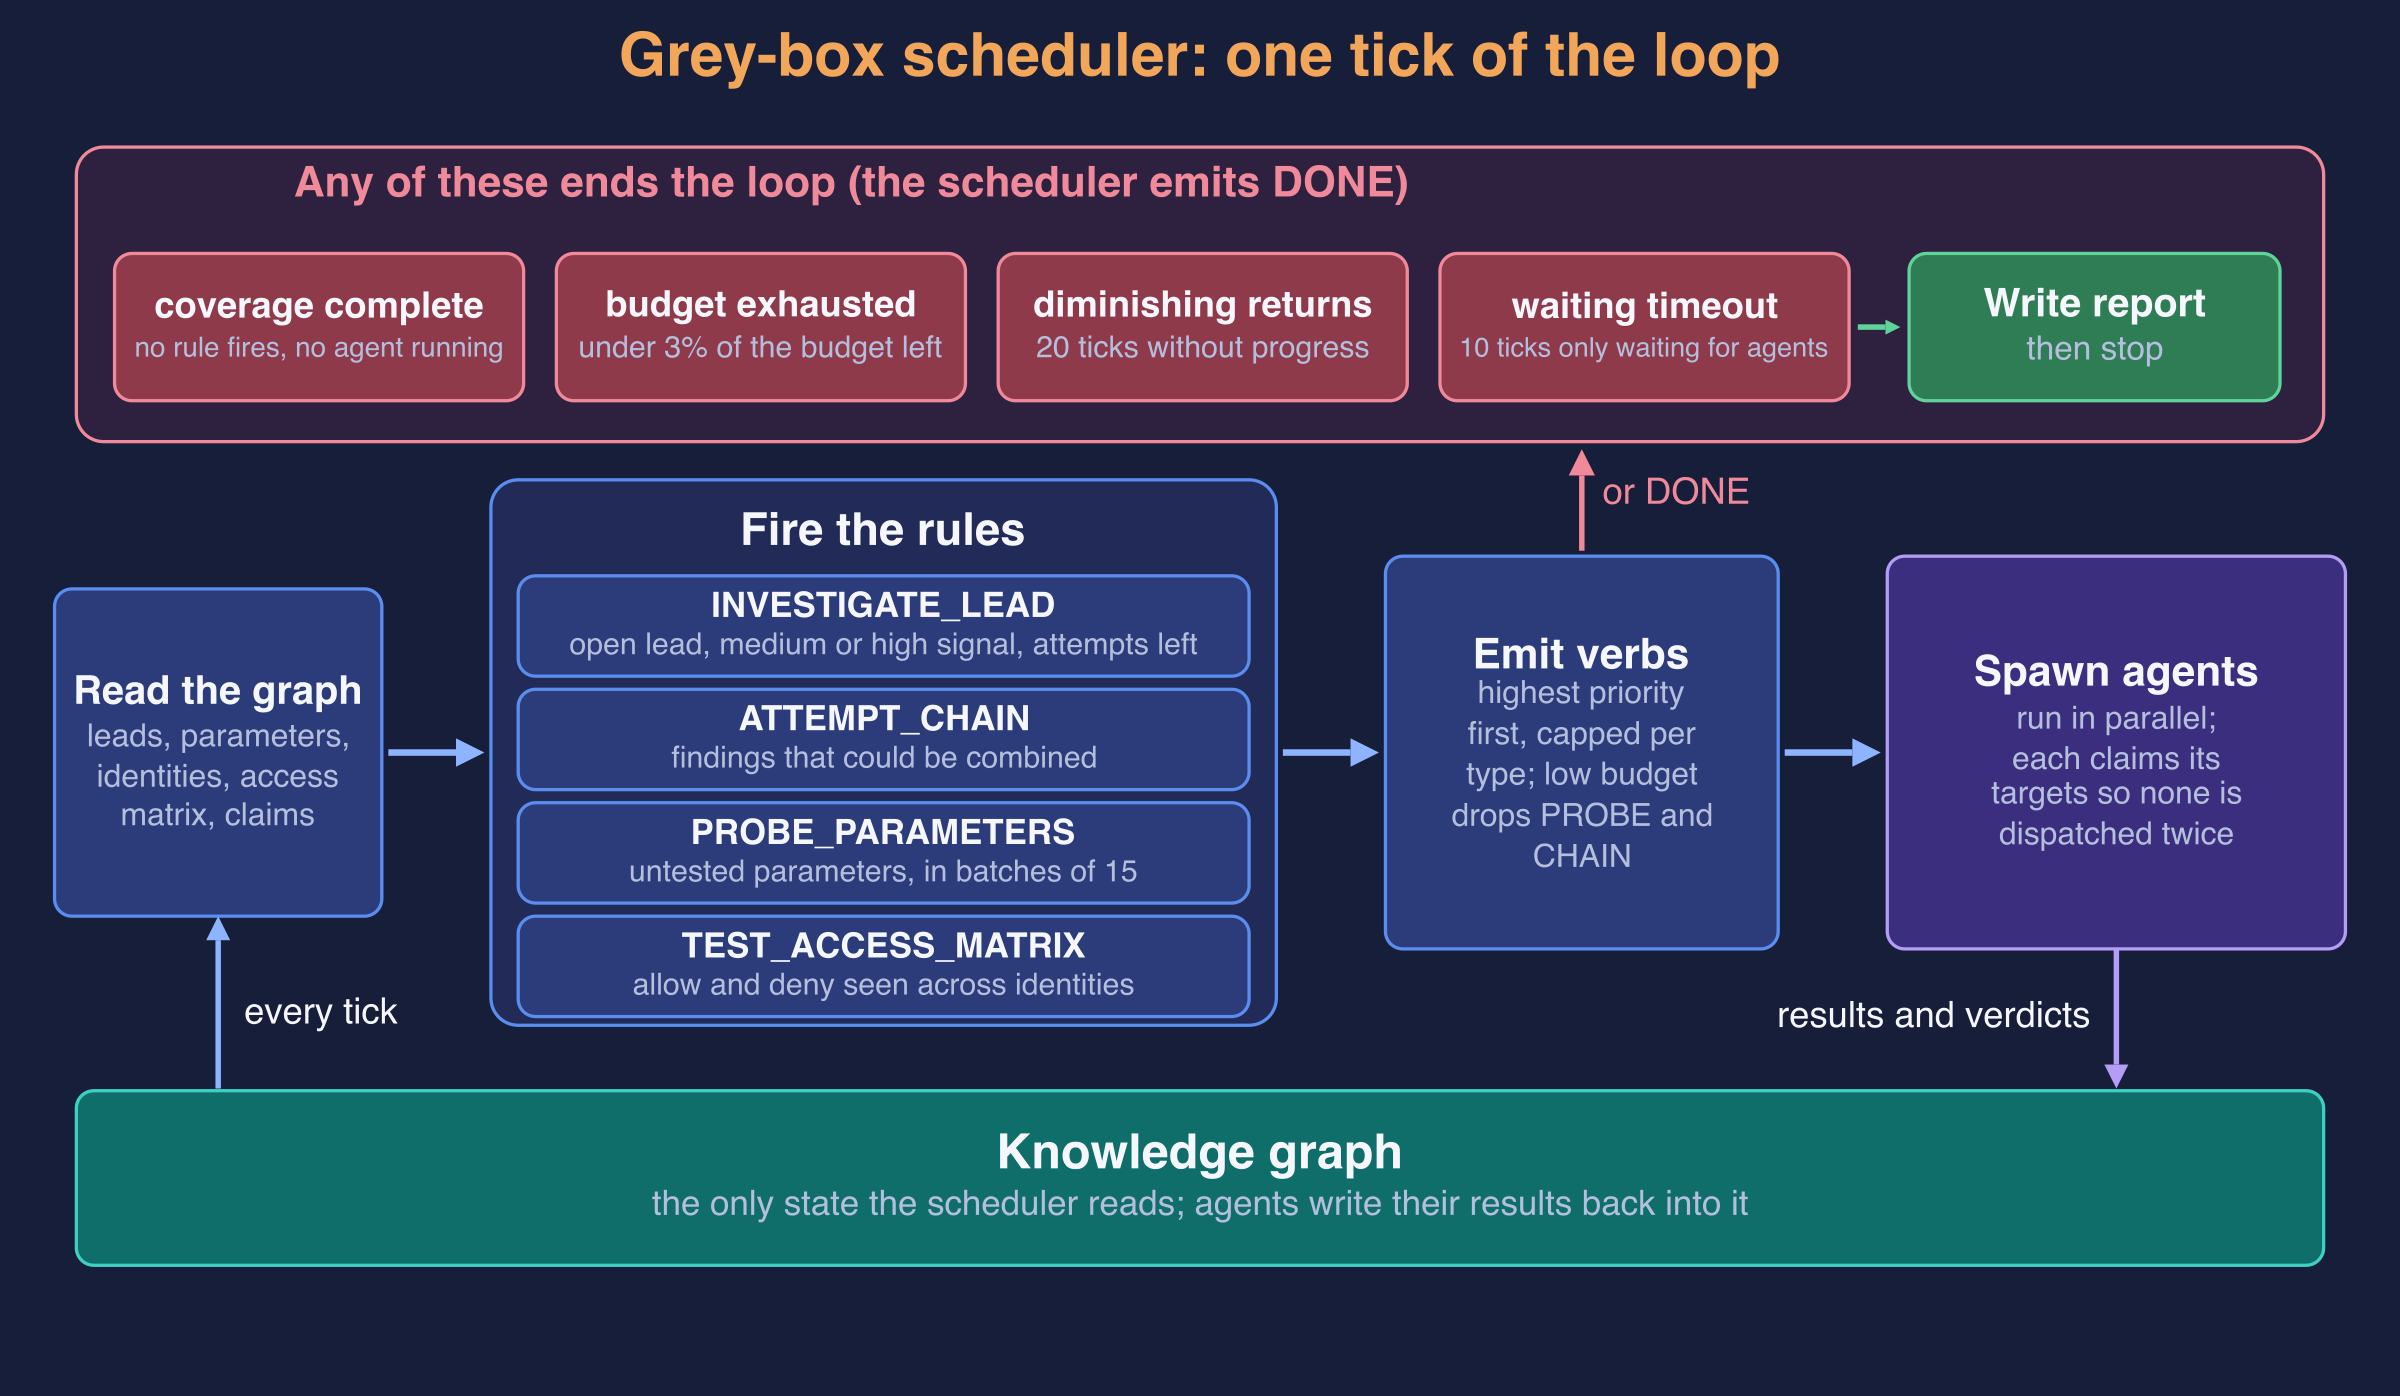 Grey-box scheduler: one tick of the loop
Any of these ends the loop (the scheduler emits DONE)
coverage complete
no rule fires, no agent running
budget exhausted
under 3% of the budget left
diminishing returns
20 ticks without progress
waiting timeout
10 ticks only waiting for agents
Write report
then stop
or DONE
Read the graph
leads, parameters,
identities, access
matrix, claims
Fire the rules
INVESTIGATE_LEAD
open lead, medium or high signal, attempts left
ATTEMPT_CHAIN
findings that could be combined
PROBE_PARAMETERS
untested parameters, in batches of 15
TEST_ACCESS_MATRIX
allow and deny seen across identities
Emit verbs
highest priority
first, capped per
type; low budget
drops PROBE and
CHAIN
Spawn agents
run in parallel;
each claims its
targets so none is
dispatched twice
every tick
results and verdicts
Knowledge graph
the only state the scheduler reads; agents write their results back into it